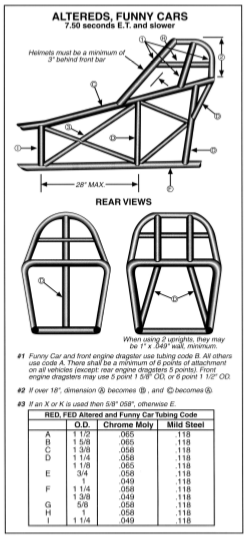 ALTEREDS, FUNNY CARS
7.50 seconds E.T. and slower
Helmets must be a minimum of
3" behind front bar
28" MAX.
REAR VIEWS
When using 2 uprights, they may
be 1" x .049" wall, minimum.
#1 Funny Car and front engine dragster use tubing code B. All others
use code A. There shall be a minimum of 6 points of attachment
on all vehicles (except: rear engine dragsters 5 points). Front
engine dragsters may use 5 point 1 5/8" OD, or 6 point 1 1/2" OD.
#2 If over 18", dimension Ⓐ becomes Ⓑ, and Ⓒ becomes Ⓐ.
#3 If an X or K is used then 5/8" 058", otherwise E.
RED, FED Altered and Funny Car Tubing Code
O.D. Chrome Moly Mild Steel
A 1 1/2 .065 .118
B 1 5/8 .065 .118
C 1 3/8 .058 .118
D 1 1/4 .058 .118
1 1/8 .065 .118
E 3/4 .058 .118
1 .049 .118
F 1 1/4 .058 .118
1 3/8 .049 .118
G 5/8 .058 .118
H 1 .058 .118
I 1 1/4 .049 .118